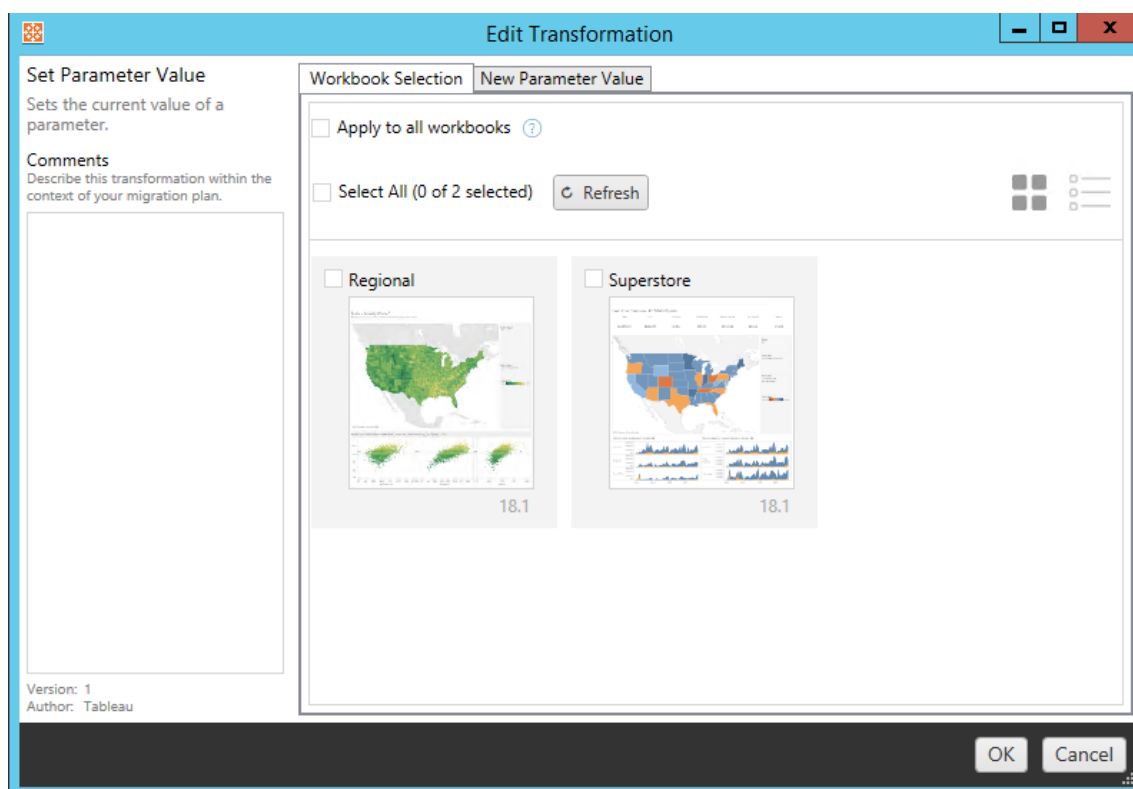 Edit Transformation
X
Set Parameter Value
Sets the current value of a
parameter.
Comments
Describe this transformation within the
context of your migration plan.
Version: 1
Author: Tableau
Workbook Selection
New Parameter Value
Apply to all workbooks ?
Select All (0 of 2 selected)
Refresh
Regional
18.1
Superstore
18.1
OK
Cancel